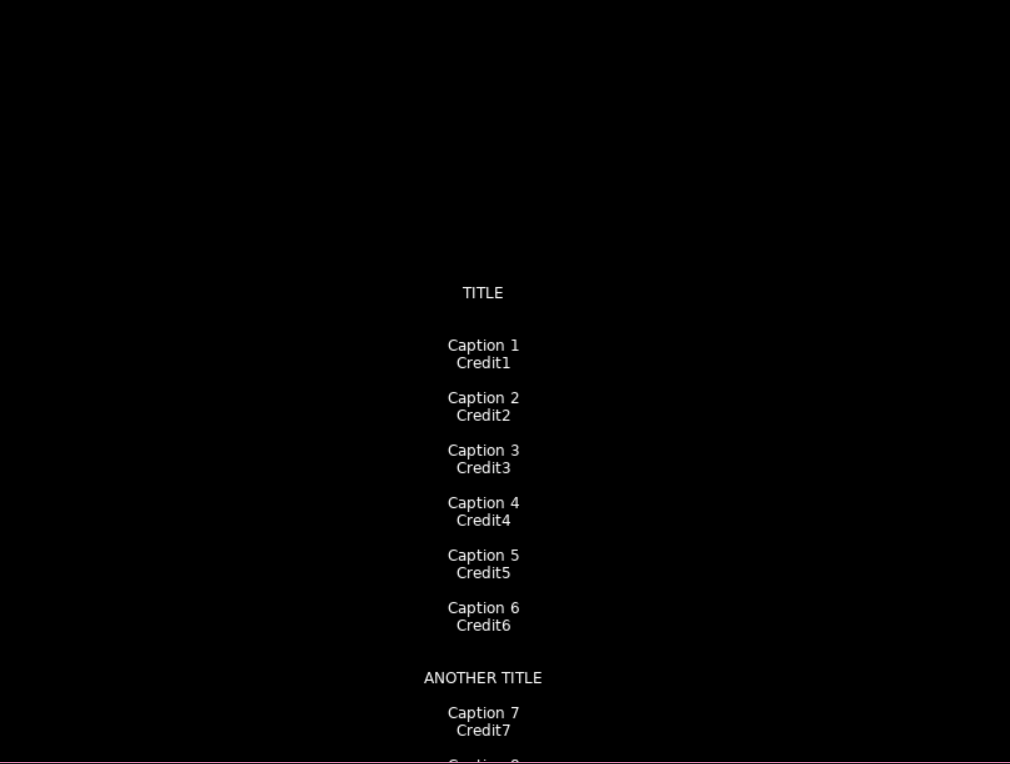 TITLE
Caption 1
Credit1
Caption 2
Credit2
Caption 3
Credit3
Caption 4
Credit4
Caption 5
Credit5
Caption 6
Credit6
ANOTHER TITLE
Caption 7
Credit7